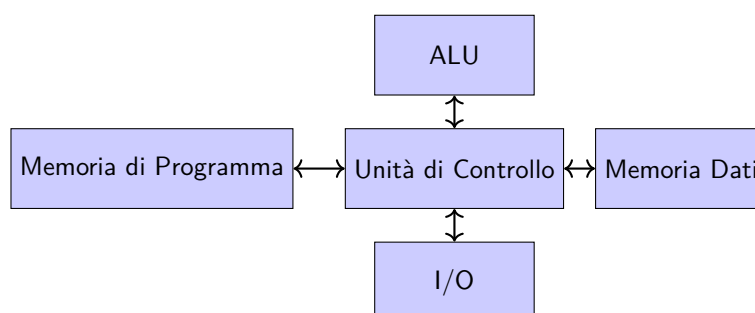 ALU
Memoria di Programma
Unità di Controllo
Memoria Dati
I/O